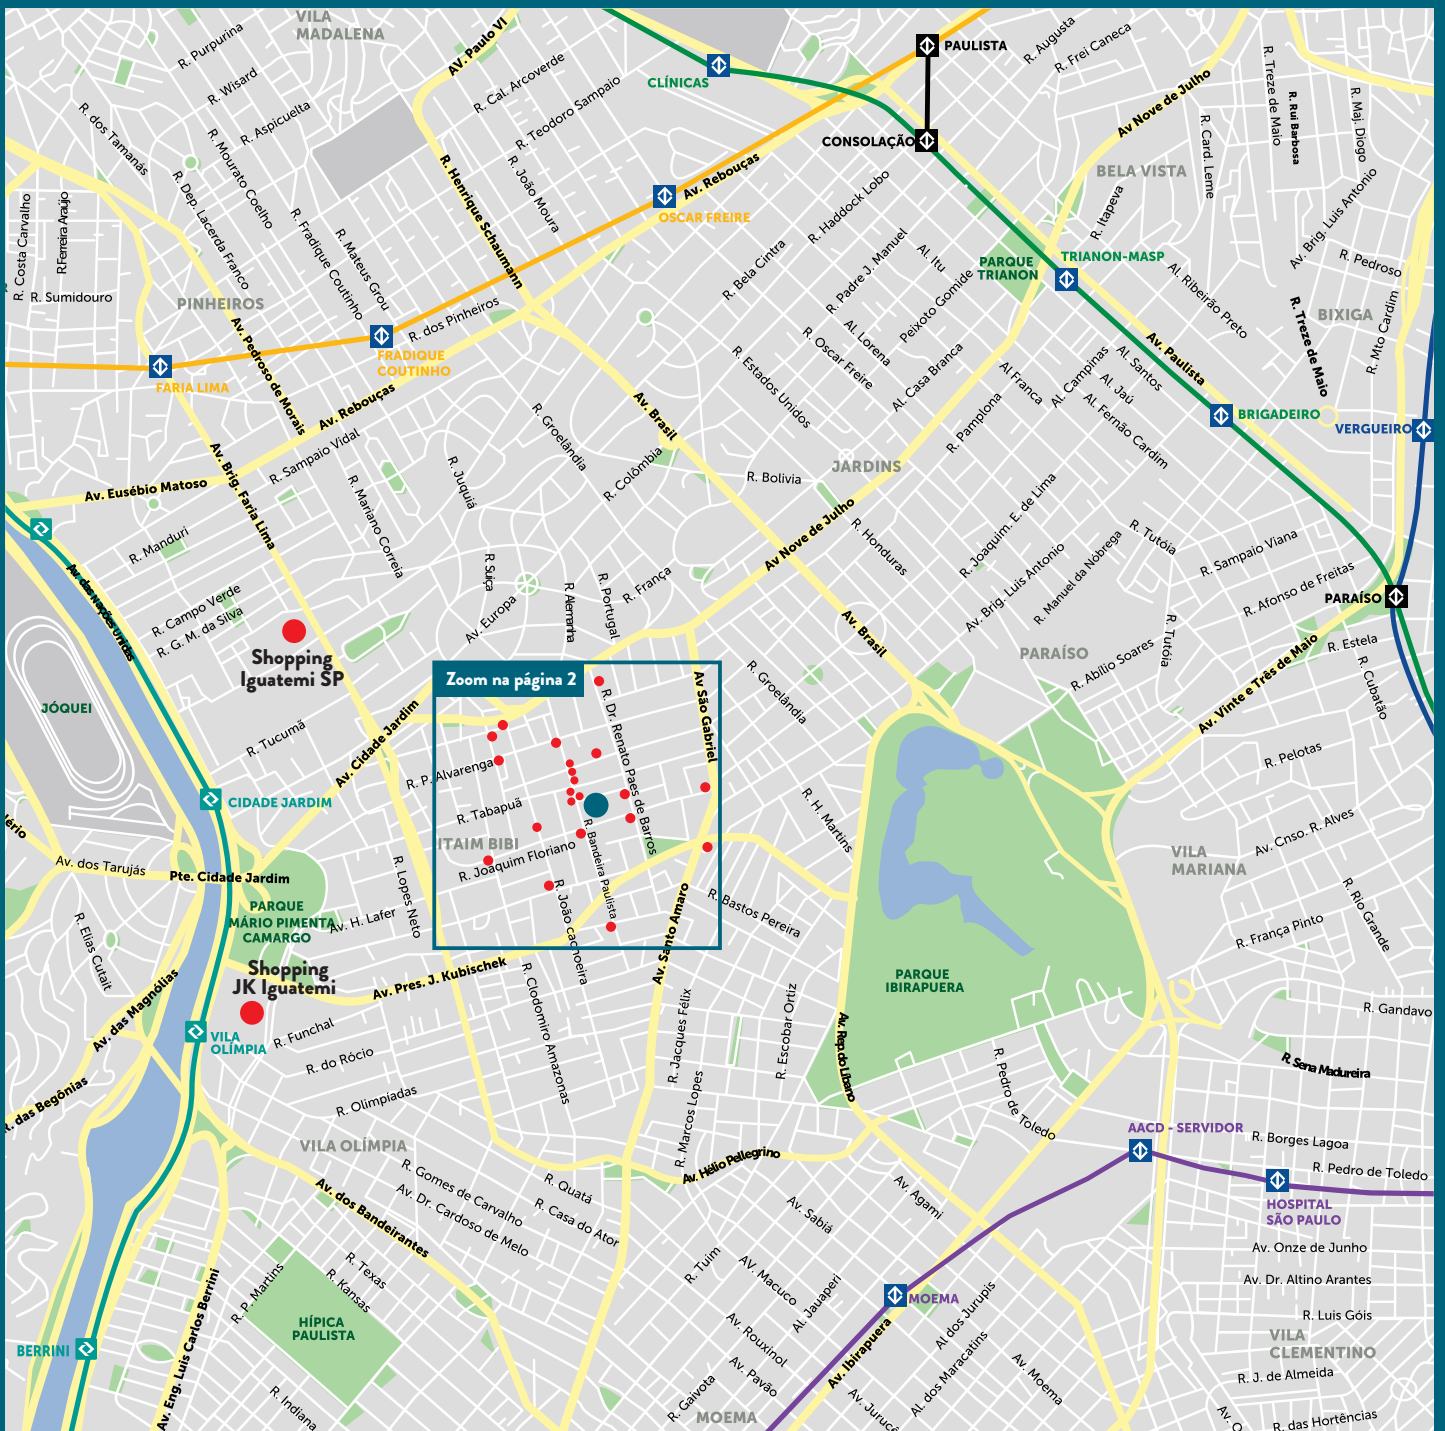 VILA
MADALENA
R. Purpurina
AV. Paulo VI
R. Wisard
R. Cal. Arcoverde
CLÍNICAS
PAULISTA
R. Augusta
R. Frei Caneca
R. Treze de Maio
R. Rui Barbosa
R. Maj. Diogo
Av Nove de Julho
R. dos Tamanás
R. Aspicuelta
R. Teodoro Sampaio
R. Mourato Coelho
R. João Moura
CONSOLAÇÃO
R. Card. Leme
BELA VISTA
R. Henrique Schaumann
Av. Rebouças
OSCAR FREIRE
R. Haddock Lobo
R. Itapeva
Av. Brig. Luis Antonio
R. Costa Carvalho
R.Ferreira Araújo
R. Dep. Lacerda Franco
R. Fradique Coutinho
R. Mateus Grou
R. Bela Cintra
R. Padre J. Manuel
Al. Itu
PARQUE
TRIANON
TRIANON-MASP
R. Pedroso
R. Sumidouro
PINHEIROS
R. dos Pinheiros
Peixoto Gomide
Al. Ribeirão Preto
R. Treze de Maio
BIXIGA
R. Mto Cardim
Av. Pedroso de Morais
FRADIQUE
COUTINHO
FARIA LIMA
R. Estados Unidos
Al. Lorena
R. Oscar Freire
Al. Casa Branca
Al Franca
Al. Campinas
Al. Santos
Al. Jaú
Av. Paulista
Al. Fernão Cardim
BRIGADEIRO
VERGUEIRO
Av. Rebouças
Av. Brasil
R. Groelândia
R. Sampaio Vidal
R. Colômbia
R. Bolivia
JARDINS
R. Pamplona
Av. Eusébio Matoso
Av. Brig. Faria Lima
R. Mariano Correia
R. Juquiá
Av Nove de Julho
R. Honduras
R. Joaquim. E. de Lima
R. Tutóia
R. Sampaio Viana
R. Manduri
R. Suiça
R. Alemanha
R. Portugal
R. França
Av. Brig. Luis Antonio
R. Manuel da Nóbrega
R. Afonso de Freitas
PARAÍSO
Av. das Nações Unidas
R. Campo Verde
R. G. M. da Silva
Av. Europa
Av. Brasil
R. Tutóia
R. Estela
PARAÍSO
R. Abílio Soares
Av. Vinte e Três de Maio
R. Cubatão
Shopping
Iguatemi SP
Zoom na página 2
JÓQUEI
R. Tucumã
Av. Cidade Jardim
R. Dr. Renato Paes de Barros
Av São Gabriel
R. Groelândia
R. Pelotas
R. P. Alvarenga
R. Tabapuã
CIDADE JARDIM
R. H. Martins
ITAIM BIBI
R. Joaquim Floriano
R. Bandeira Paulista
Av. Cnso. R. Alves
VILA
MARIANA
Av. dos Tarujás
Pte. Cidade Jardim
R. Lopes Neto
R. João cachoeira
Av. Santo Amaro
R. Bastos Pereira
R. Rio Grande
PARQUE
MÁRIO PIMENTA
CAMARGO
Av. H. Lafer
R. França Pinto
R. Elias Cutait
Shopping
JK Iguatemi
Av. Pres. J. Kubischek
PARQUE
IBIRAPUERA
Av. das Magnólias
R. Clodomiro Amazonas
R. Jacques Félix
R. Escobar Ortiz
Av. Rep. do Líbano
R. Gandavo
VILA
OLÍMPIA
R. Funchal
R. do Rócio
R. Sena Madureira
R. das Begônias
R. Olimpíadas
R. Marcos Lopes
R. Pedro de Toledo
AACD - SERVIDOR
R. Borges Lagoa
VILA OLÍMPIA
Av. Hélio Pellegrino
R. Pedro de Toledo
R. Gomes de Carvalho
R. Quatá
Av. Agami
HOSPITAL
SÃO PAULO
Av. dos Bandeirantes
Av. Dr. Cardoso de Melo
R. Casa do Ator
Av. Sabiá
Av. Onze de Junho
R. P. Martins
R. Texas
R. Kansas
R. Tuim
AV. Macuco
Al. Jauaperi
MOEMA
Av. Dr. Altino Arantes
R. Luis Góis
HÍPICA
PAULISTA
BERRINI
Av. Eng. Luis Carlos Berrini
Av. Rouxinol
Av. Ibirapuera
Al dos Jurupis
VILA
CLEMENTINO
Av. Pavão
Al. dos Maracatins
Av. Moema
R. J. de Almeida
R. Indiana
R. Gaivota
MOEMA
R. das Hortências